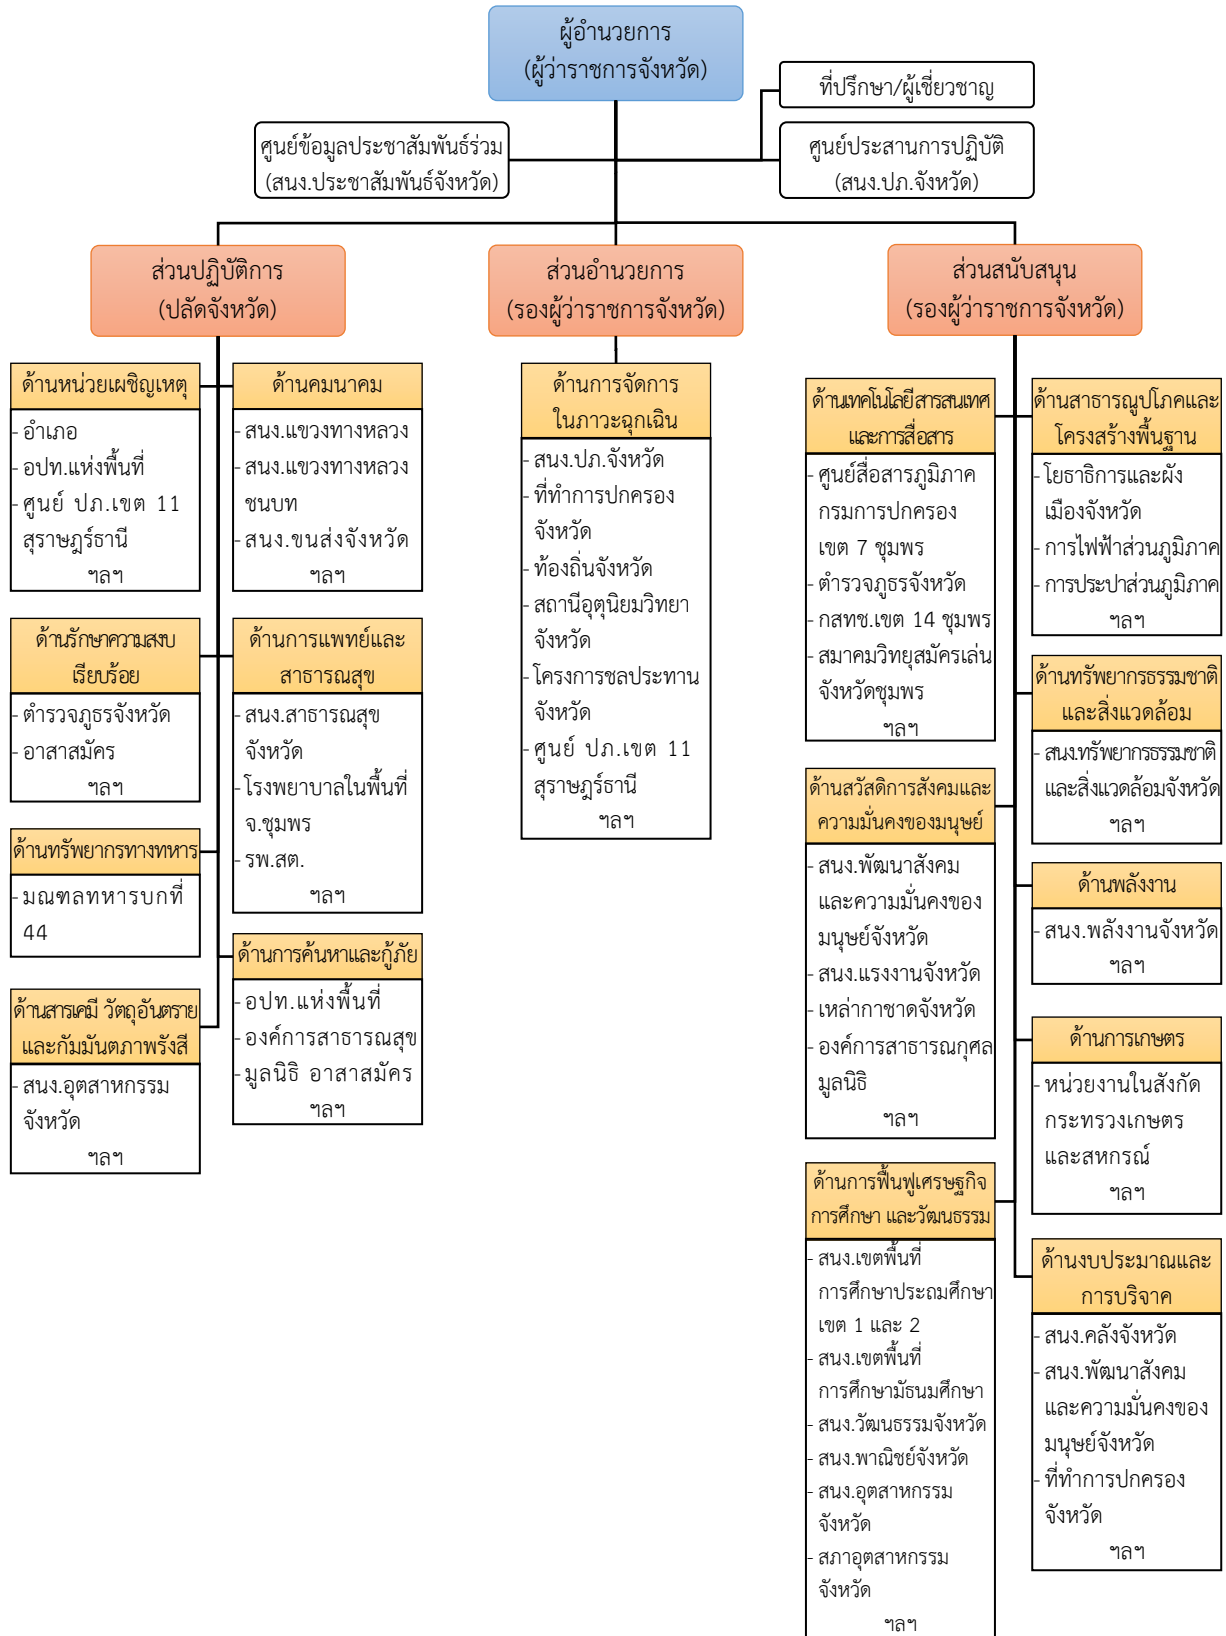 ผู้อำนวยการ
(ผู้ว่าราชการจังหวัด)
ที่ปรึกษา/ผู้เชี่ยวชาญ
ศูนย์ข้อมูลประชาสัมพันธ์ร่วม
(สนง.ประชาสัมพันธ์จังหวัด)
ศูนย์ประสานการปฏิบัติ
(สนง.ปภ.จังหวัด)
ส่วนปฏิบัติการ
(ปลัดจังหวัด)
ส่วนอำนวยการ
(รองผู้ว่าราชการจังหวัด)
ส่วนสนับสนุน
(รองผู้ว่าราชการจังหวัด)
ด้านหน่วยเผชิญเหตุ
- อำเภอ
- อปท.แห่งพื้นที่
- ศูนย์ ปภ.เขต 11
สุราษฎร์ธานี
ฯลฯ
ด้านรักษาความสงบ
เรียบร้อย
- ตำรวจภูธรจังหวัด
- อาสาสมัคร
ฯลฯ
ด้านทรัพยากรทางทหาร
- มณฑลทหารบกที่
44
ด้านสารเคมี วัตถุอันตราย
และกัมมันตภาพรังสี
- สนง.อุตสาหกรรม
จังหวัด
ฯลฯ
ด้านคมนาคม
- สนง.แขวงทางหลวง
- สนง.แขวงทางหลวง
ชนบท
- สนง.ขนส่งจังหวัด
ฯลฯ
ด้านการแพทย์และ
สาธารณสุข
- สนง.สาธารณสุข
จังหวัด
- โรงพยาบาลในพื้นที่
จ.ชุมพร
- รพ.สต.
ฯลฯ
ด้านการค้นหาและกู้ภัย
- อปท.แห่งพื้นที่
- องค์การสาธารณสุข
- มูลนิธิ อาสาสมัคร
ฯลฯ
ด้านการจัดการ
ในภาวะฉุกเฉิน
- สนง.ปภ.จังหวัด
- ที่ทำการปกครอง
จังหวัด
- ท้องถิ่นจังหวัด
- สถานีอุตุนิยมวิทยา
จังหวัด
- โครงการชลประทาน
จังหวัด
- ศูนย์ ปภ.เขต 11
สุราษฎร์ธานี
ฯลฯ
ด้านเทคโนโลยีสารสนเทศ
และการสื่อสาร
- ศูนย์สื่อสารภูมิภาค
กรมการปกครอง
เขต 7 ชุมพร
- ตำรวจภูธรจังหวัด
- กสทช.เขต 14 ชุมพร
- สมาคมวิทยุสมัครเล่น
จังหวัดชุมพร
ฯลฯ
ด้านสวัสดิการสังคมและ
ความมั่นคงของมนุษย์
- สนง.พัฒนาสังคม
และความมั่นคงของ
มนุษย์จังหวัด
- สนง.แรงงานจังหวัด
- เหล่ากาชาดจังหวัด
- องค์การสาธารณกุศล
มูลนิธิ
ฯลฯ
ด้านการฟื้นฟูเศรษฐกิจ
การศึกษา และวัฒนธรรม
- สนง.เขตพื้นที่
การศึกษาประถมศึกษา
เขต 1 และ 2
- สนง.เขตพื้นที่
การศึกษามัธนมศึกษา
- สนง.วัฒนธรรมจังหวัด
- สนง.พาณิชย์จังหวัด
- สนง.อุตสาหกรรม
จังหวัด
- สภาอุตสาหกรรม
จังหวัด
ฯลฯ
ด้านสาธารณูปโภคและ
โครงสร้างพื้นฐาน
- โยธาธิการและผัง
เมืองจังหวัด
- การไฟฟ้าส่วนภูมิภาค
- การประปาส่วนภูมิภาค
ฯลฯ
ด้านทรัพยากรธรรมชาติ
และสิ่งแวดล้อม
- สนง.ทรัพยากรธรรมชาติ
และสิ่งแวดล้อมจังหวัด
ฯลฯ
ด้านพลังงาน
- สนง.พลังงานจังหวัด
ฯลฯ
ด้านการเกษตร
- หน่วยงานในสังกัด
กระทรวงเกษตร
และสหกรณ์
ฯลฯ
ด้านงบประมาณและ
การบริจาค
- สนง.คลังจังหวัด
- สนง.พัฒนาสังคม
และความมั่นคงของ
มนุษย์จังหวัด
- ที่ทำการปกครอง
จังหวัด
ฯลฯ